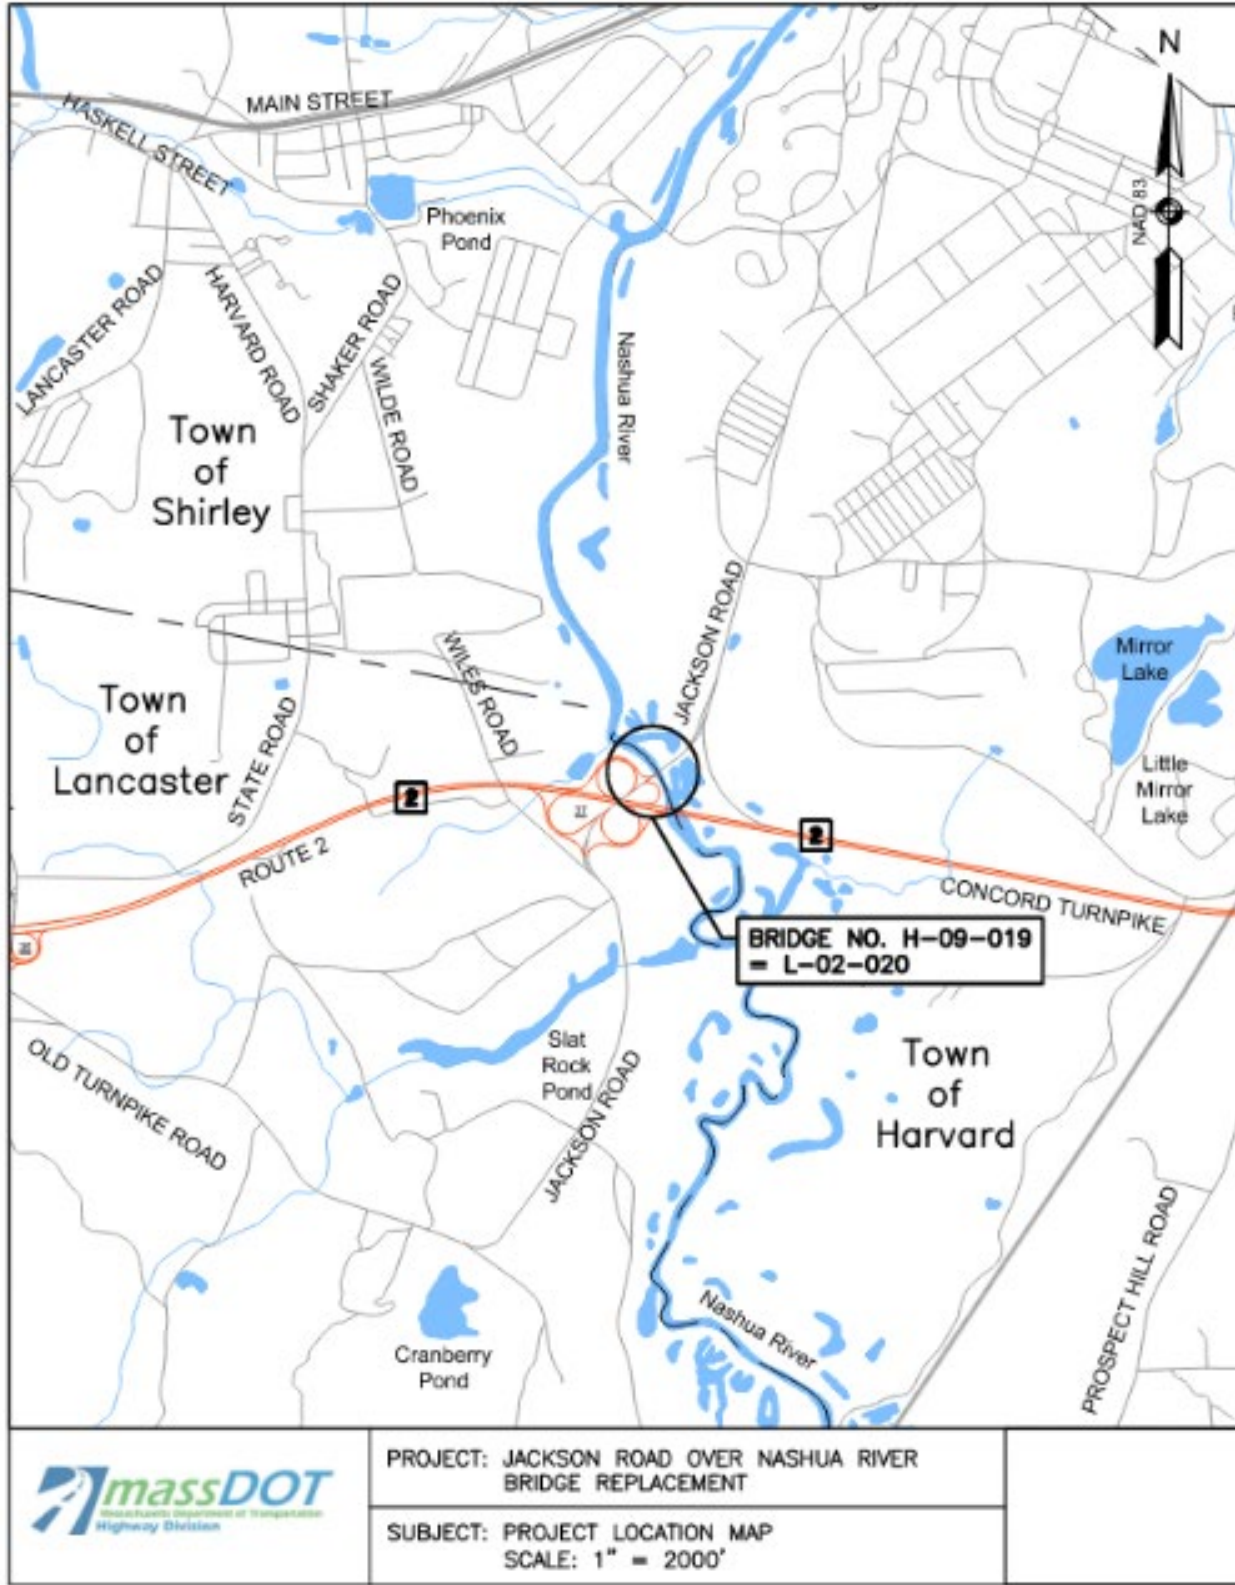 N
NAD 83
MAIN STREET
HASKELL STREET
Phoenix
Pond
LANCASTER ROAD
HARVARD ROAD
SHAKER ROAD
WILDE ROAD
Nashua River
Town
of
Shirley
JACKSON ROAD
WILES ROAD
Mirror
Lake
Town
of
Lancaster
STATE ROAD
Little
Mirror
Lake
2
2
ROUTE 2
CONCORD TURNPIKE
BRIDGE NO. H-09-019
= L-02-020
Slat
Rock
Pond
OLD TURNPIKE ROAD
JACKSON ROAD
Town
of
Harvard
PROSPECT HILL ROAD
Nashua River
Cranberry
Pond
massDOT
Massachusetts Department of Transportation
Highway Division
PROJECT: JACKSON ROAD OVER NASHUA RIVER
BRIDGE REPLACEMENT
SUBJECT: PROJECT LOCATION MAP
SCALE: 1" = 2000'